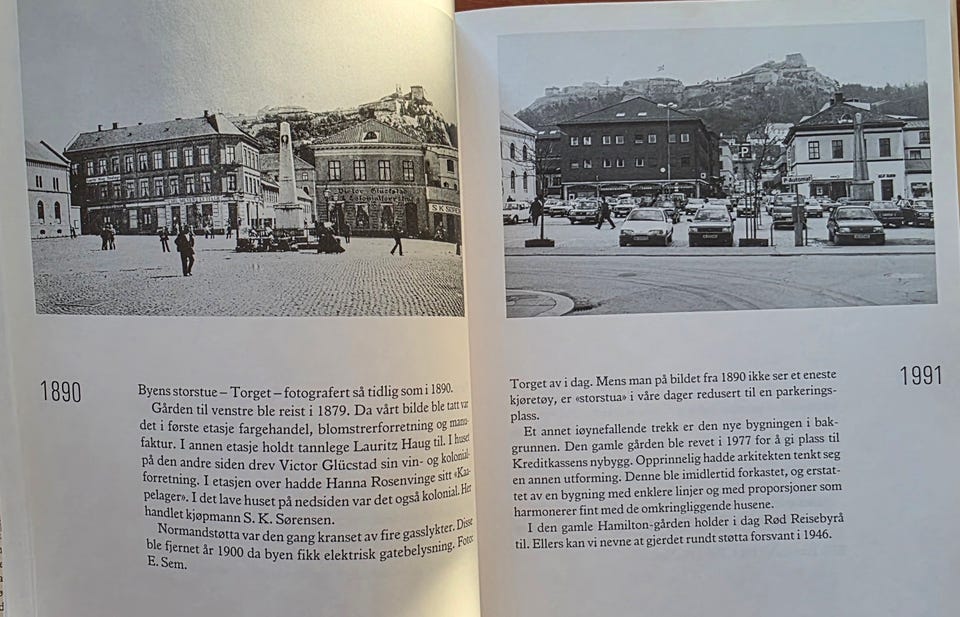 Victor Glücstad
Kolonialforretn.
S K SØREN
P
1890
Byens storstue – Torget – fotografert så tidlig som i 1890.
Gården til venstre ble reist i 1879. Da vårt bilde ble tatt var
det i første etasje fargehandel, blomstrerforretning og manu-
faktur. I annen etasje holdt tannlege Lauritz Haug til. I huset
på den andre siden drev Victor Glücstad sin vin- og kolonial-
forretning. I etasjen over hadde Hanna Rosenvinge sitt «Kaa-
pelager». I det lave huset på nedsiden var det også kolonial. Her
handlet kjøpmann S. K. Sørensen.
Normandstøtta var den gang kranset av fire gasslykter. Disse
ble fjernet år 1900 da byen fikk elektrisk gatebelysning. Foto:
E. Sem.
1991
Torget av i dag. Mens man på bildet fra 1890 ikke ser et eneste
kjøretøy, er «storstua» i våre dager redusert til en parkerings-
plass.
Et annet iøynefallende trekk er den nye bygningen i bak-
grunnen. Den gamle gården ble revet i 1977 for å gi plass til
Kreditkassens nybygg. Opprinnelig hadde arkitekten tenkt seg
en annen utforming. Denne ble imidlertid forkastet, og erstat-
tet av en bygning med enklere linjer og med proporsjoner som
harmonerer fint med de omkringliggende husene.
I den gamle Hamilton-gården holder i dag Rød Reisebyrå
til. Ellers kan vi nevne at gjerdet rundt støtta forsvant i 1946.